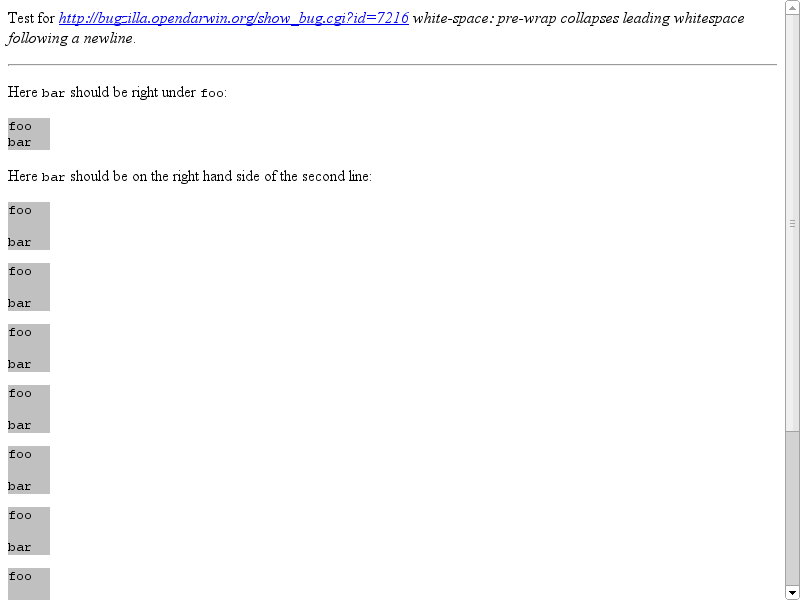 Test for http://bugzilla.opendarwin.org/show_bug.cgi?id=7216 white-space: pre-wrap collapses leading whitespace
following a newline.
Here bar should be right under foo:
foo
bar
Here bar should be on the right hand side of the second line:
foo
bar
foo
bar
foo
bar
foo
bar
foo
bar
foo
bar
foo